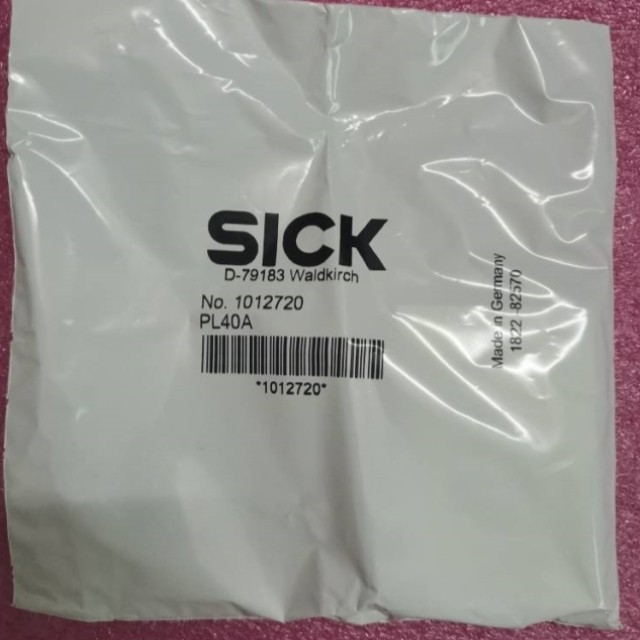 SICK
D-79183 Waldkirch
No. 1012720
PL40A
*1012720*
Made in Germany
1822 -82570